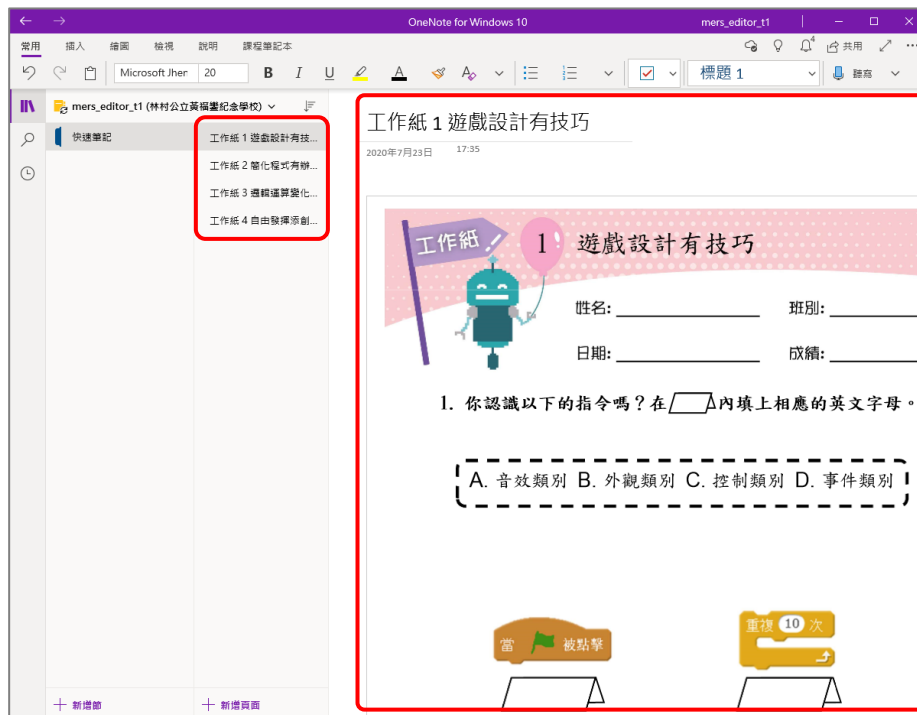 OneNote for Windows 10
mers_editor_t1
常用 插入 繪圖 檢視 說明 課程筆記本
4 共用
Microsoft Jher 20 B I U A A 標題 1 聽寫
mers_editor_t1 (林村公立黃福鑾紀念學校)
快速筆記
工作紙 1 遊戲設計有技...
工作紙 2 簡化程式有辦...
工作紙 3 邏輯運算變化...
工作紙 4 自由發揮添創...
新增節
新增頁面
工作紙 1 遊戲設計有技巧
2020年7月23日 17:35
工作紙 1 遊戲設計有技巧
姓名: 班別:
日期: 成績:
1. 你認識以下的指令嗎？在 內填上相應的英文字母。
A. 音效類別 B. 外觀類別 C. 控制類別 D. 事件類別
當 被點擊
重複 10 次